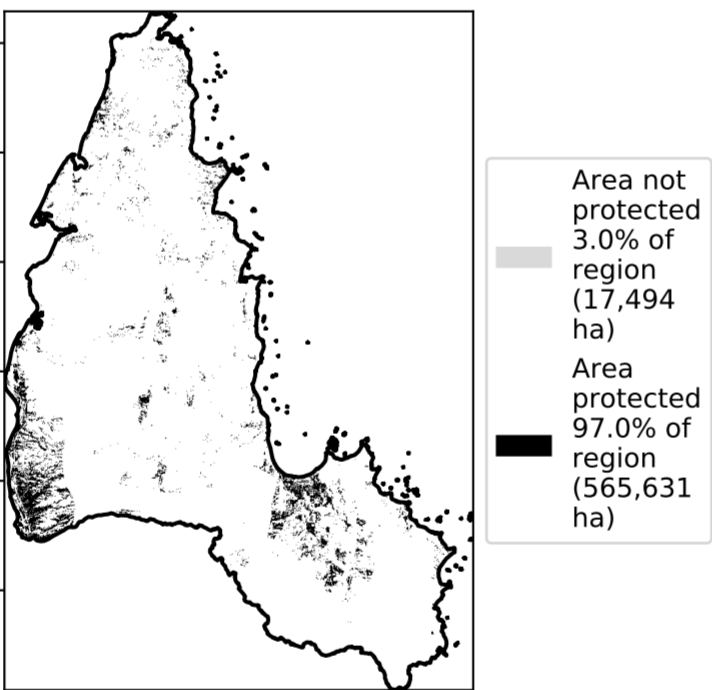 Area not
protected
3.0% of
region
(17,494
ha)
Area
protected
97.0% of
region
(565,631
ha)